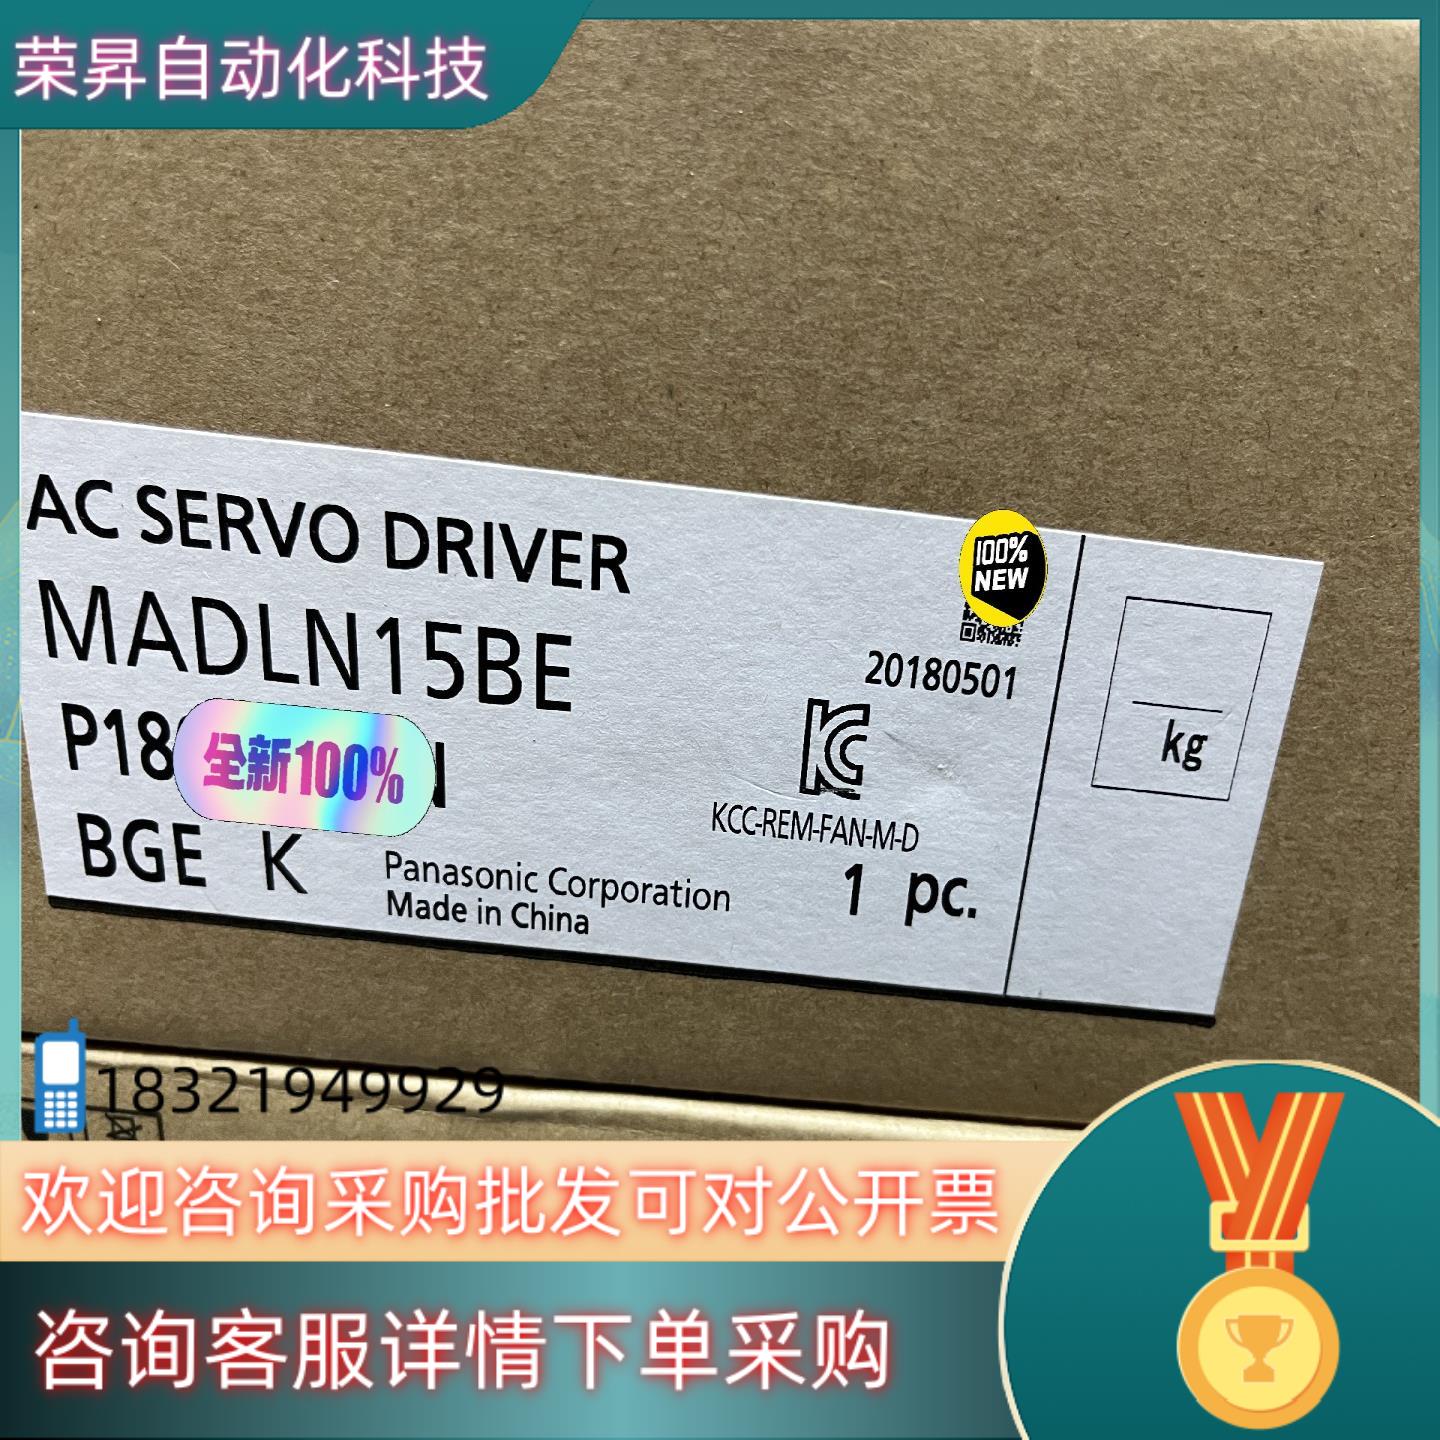 荣昇自动化科技
AC SERVO DRIVER
MADLN15BE
100%
NEW
20180501
P18
全新100%
KCC-REM-FAN-M-D
kg
BGE K
Panasonic Corporation
Made in China
1 pc.
18321949929
欢迎咨询采购批发可对公开票
咨询客服详情下单采购